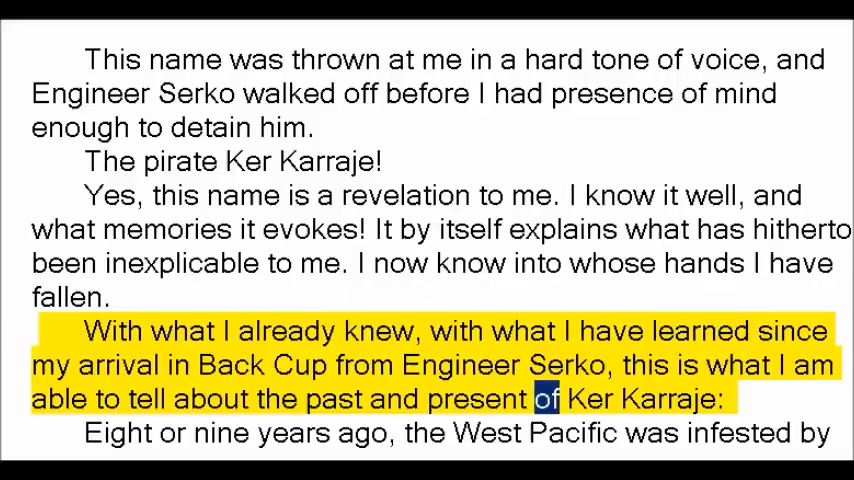 This name was thrown at me in a hard tone of voice, and
Engineer Serko walked off before I had presence of mind
enough to detain him.
The pirate Ker Karraje!
Yes, this name is a revelation to me. I know it well, and
what memories it evokes! It by itself explains what has hitherto
been inexplicable to me. I now know into whose hands I have
fallen.
With what I already knew, with what I have learned since
my arrival in Back Cup from Engineer Serko, this is what I am
able to tell about the past and present of Ker Karraje:
Eight or nine years ago, the West Pacific was infested by